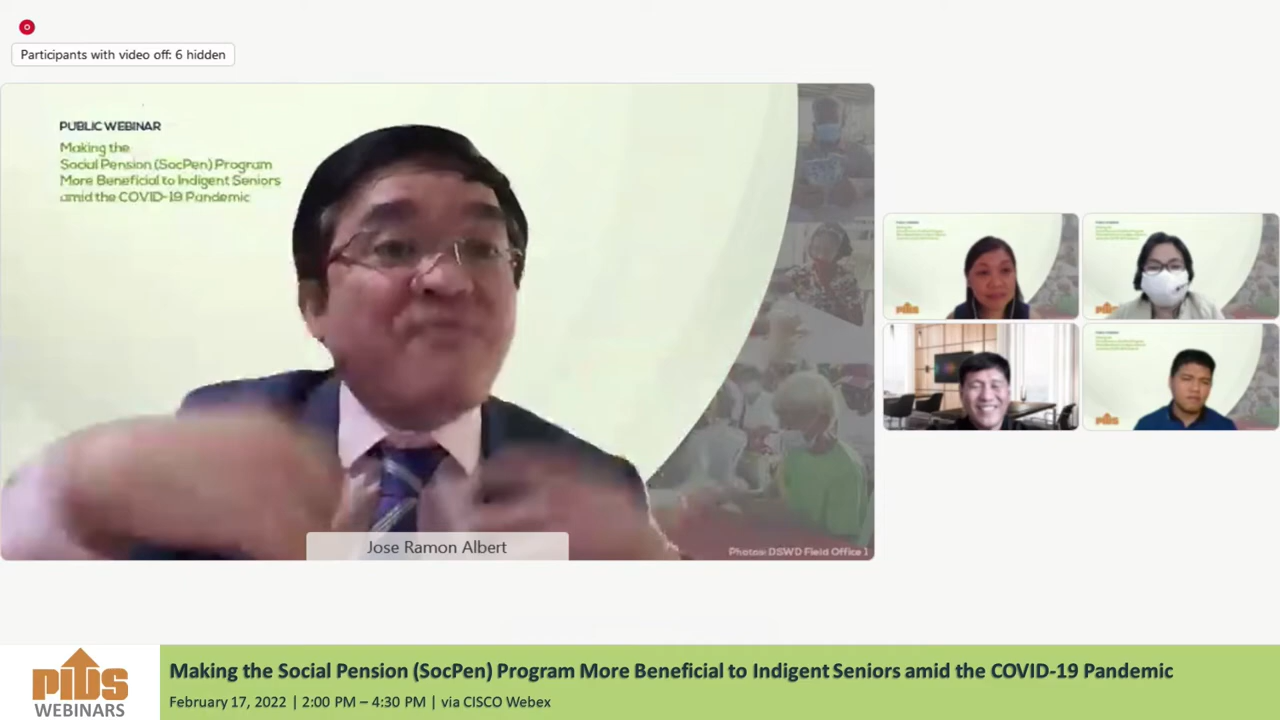 Participants with video off: 6 hidden
PUBLIC WEBINAR
Making the
Social Pension (SocPen) Program
More Beneficial to Indigent Seniors
amid the COVID-19 Pandemic
Jose Ramon Albert
Photos: DSWD Field Office 1
PIDS
PIDS
PIDS
PIDS
WEBINARS
Making the Social Pension (SocPen) Program More Beneficial to Indigent Seniors amid the COVID-19 Pandemic
February 17, 2022 | 2:00 PM – 4:30 PM | via CISCO Webex